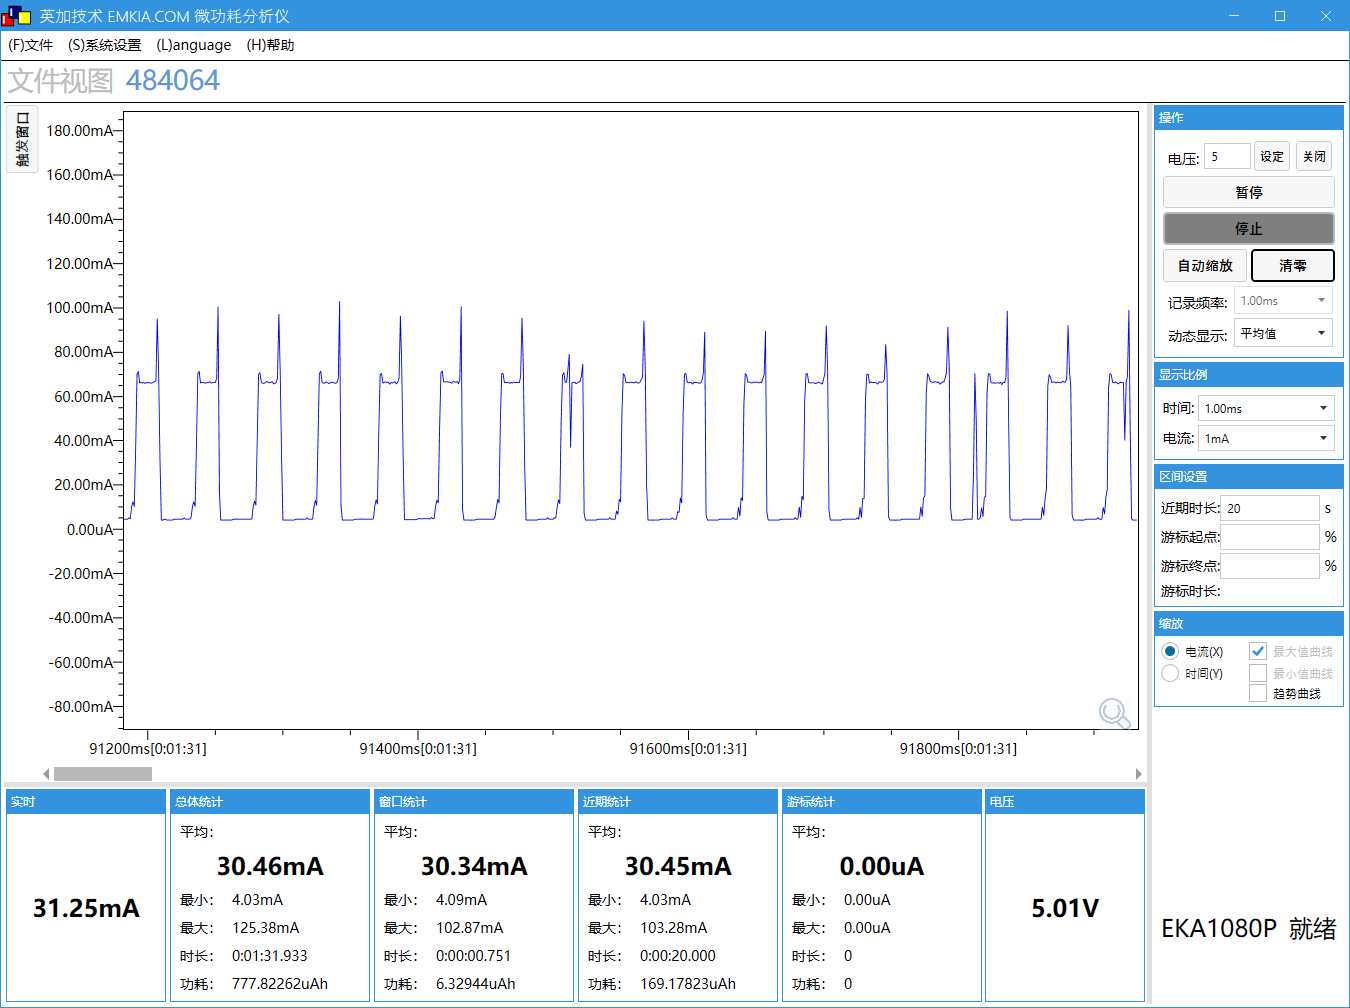 英加技术 EMKIA.COM 微功耗分析仪
(F)文件 (S)系统设置 (L)anguage (H)帮助
文件视图 484064
触发窗口
180.00mA
160.00mA
140.00mA
120.00mA
100.00mA
80.00mA
60.00mA
40.00mA
20.00mA
0.00uA
-20.00mA
-40.00mA
-60.00mA
-80.00mA
91200ms[0:01:31] 91400ms[0:01:31] 91600ms[0:01:31] 91800ms[0:01:31]
操作
电压: 5 设定 关闭
暂停
停止
自动缩放 清零
记录频率: 1.00ms
动态显示: 平均值
显示比例
时间: 1.00ms
电流: 1mA
区间设置
近期时长: 20 s
游标起点: %
游标终点: %
游标时长:
缩放
电流(X) 最大值曲线
时间(Y) 最小值曲线
趋势曲线
实时
31.25mA
总体统计
平均:
30.46mA
最小: 4.03mA
最大: 125.38mA
时长: 0:01:31.933
功耗: 777.82262uAh
窗口统计
平均:
30.34mA
最小: 4.09mA
最大: 102.87mA
时长: 0:00:00.751
功耗: 6.32944uAh
近期统计
平均:
30.45mA
最小: 4.03mA
最大: 103.28mA
时长: 0:00:20.000
功耗: 169.17823uAh
游标统计
平均:
0.00uA
最小: 0.00uA
最大: 0.00uA
时长: 0
功耗: 0
电压
5.01V
EKA1080P 就绪